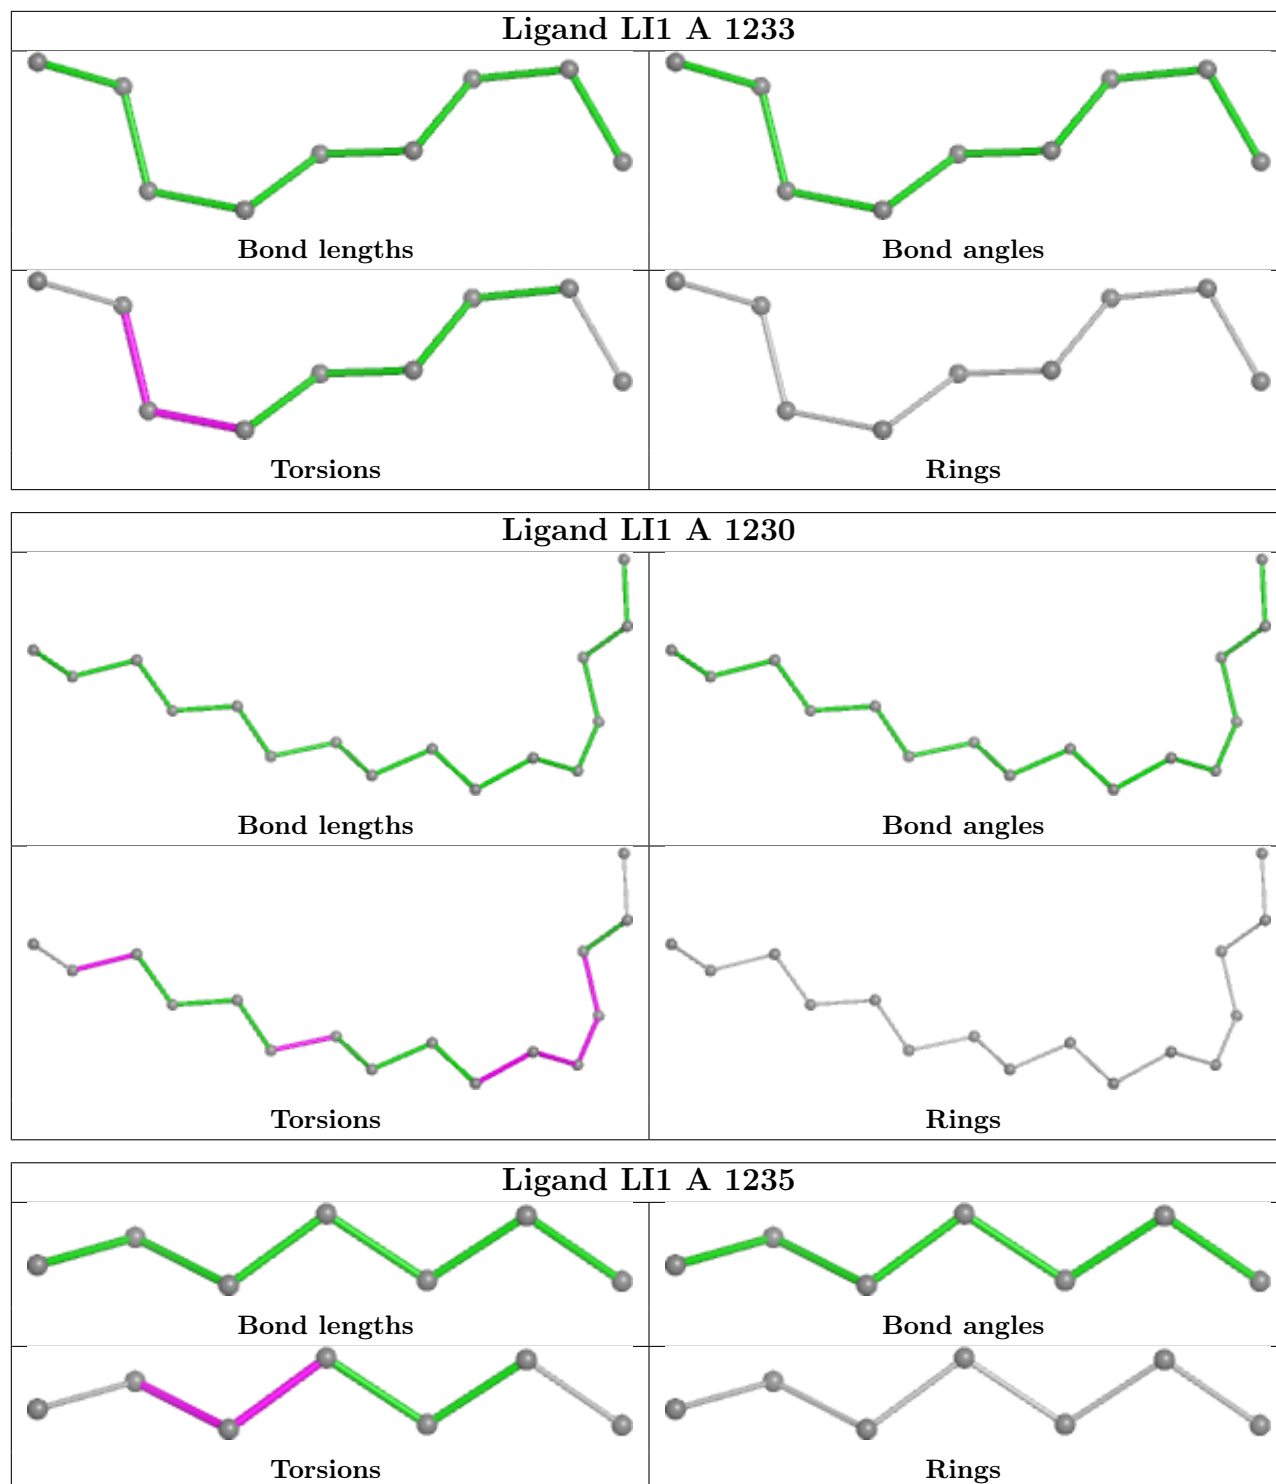 Ligand LI1 A 1233
Bond lengths
Bond angles
Torsions
Rings
Ligand LI1 A 1230
Bond lengths
Bond angles
Torsions
Rings
Ligand LI1 A 1235
Bond lengths
Bond angles
Torsions
Rings